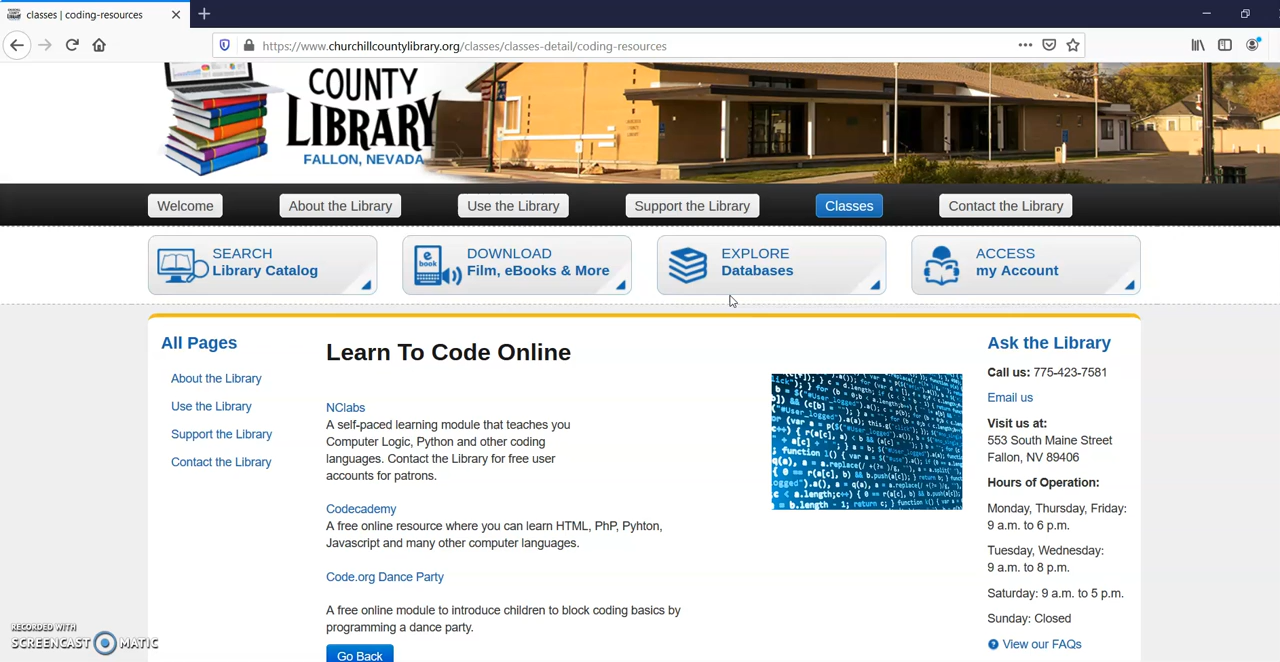 classes | coding-resources
https://www.churchillcountylibrary.org/classes/classes-detail/coding-resources
COUNTY
LIBRARY
FALLON, NEVADA
Welcome
About the Library
Use the Library
Support the Library
Classes
Contact the Library
SEARCH
Library Catalog
e
book
DOWNLOAD
Film, eBooks & More
EXPLORE
Databases
ACCESS
my Account
All Pages
About the Library
Use the Library
Support the Library
Contact the Library
Learn To Code Online
NClabs
A self-paced learning module that teaches you
Computer Logic, Python and other coding
languages. Contact the Library for free user
accounts for patrons.
Codecademy
A free online resource where you can learn HTML, PhP, Pyhton,
Javascript and many other computer languages.
Code.org Dance Party
A free online module to introduce children to block coding basics by
programming a dance party.
Go Back
Ask the Library
Call us: 775-423-7581
Email us
Visit us at:
553 South Maine Street
Fallon, NV 89406
Hours of Operation:
Monday, Thursday, Friday:
9 a.m. to 6 p.m.
Tuesday, Wednesday:
9 a.m. to 8 p.m.
Saturday: 9 a.m. to 5 p.m.
Sunday: Closed
View our FAQs
RECORDED WITH
SCREENCAST MATIC